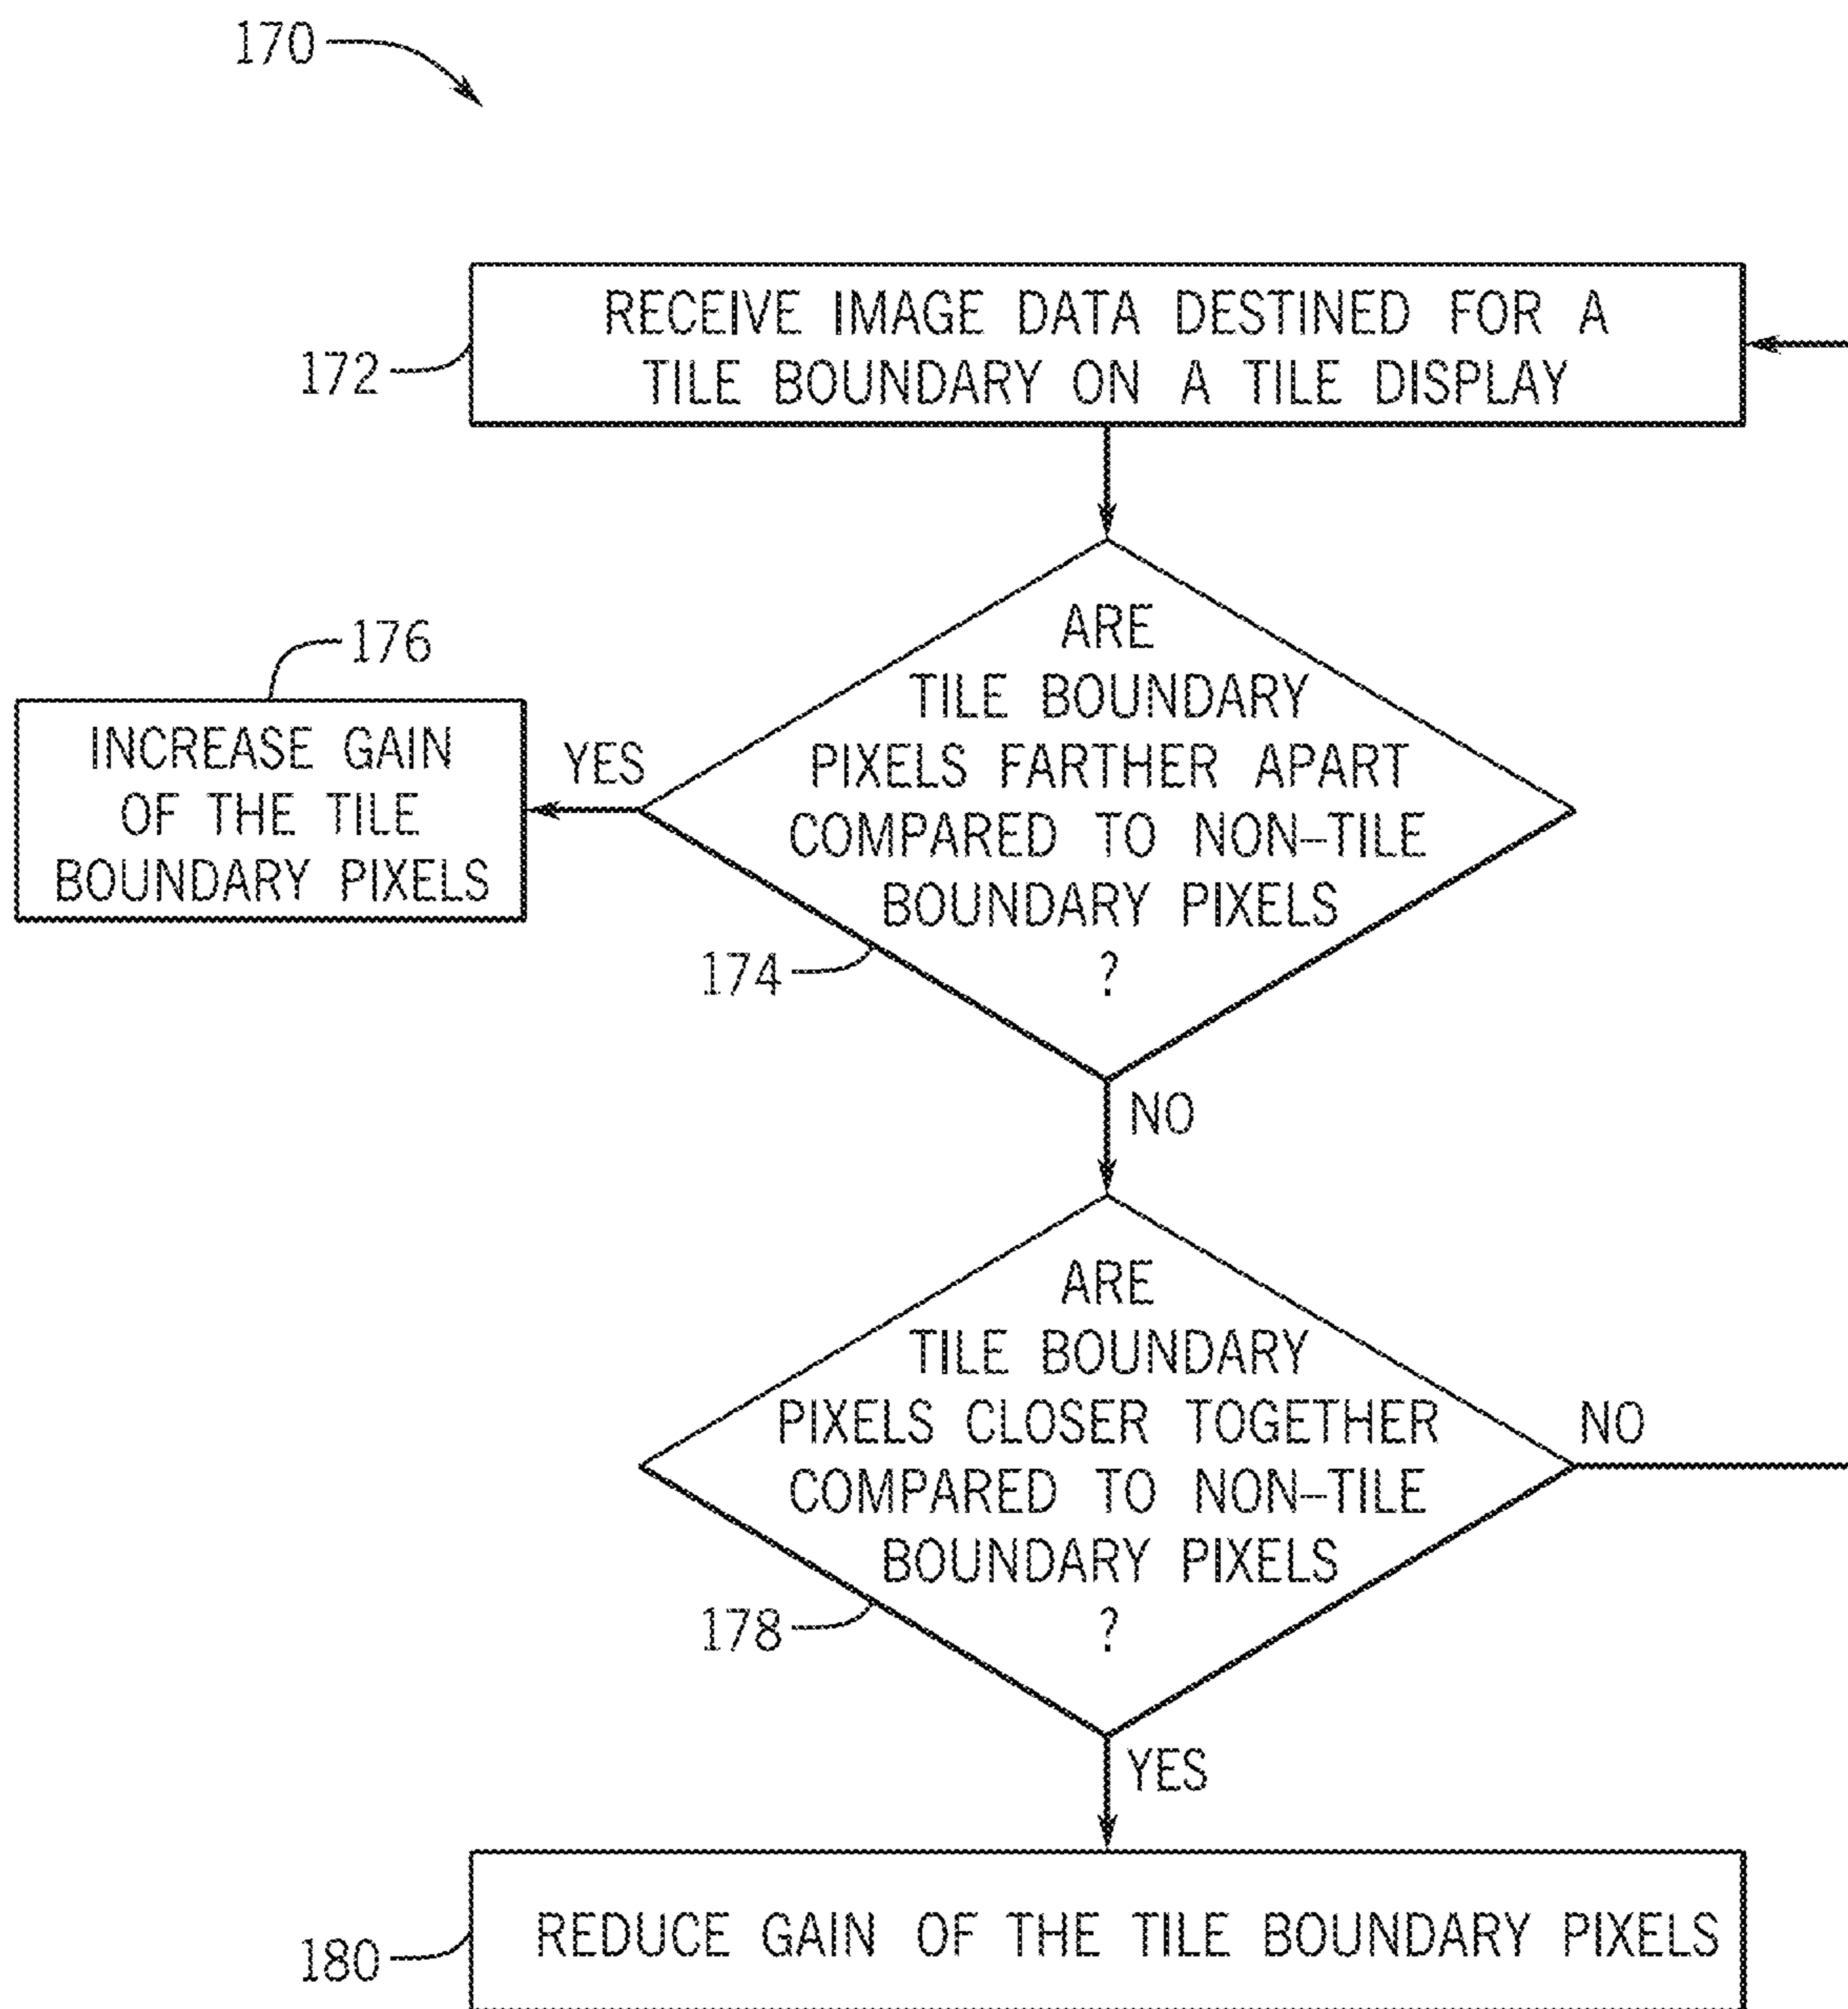 170
RECEIVE IMAGE DATA DESTINED FOR A
TILE BOUNDARY ON A TILE DISPLAY
172
ARE
TILE BOUNDARY
PIXELS FARTHER APART
COMPARED TO NON-TILE
BOUNDARY PIXELS
?
174
YES
176
INCREASE GAIN
OF THE TILE
BOUNDARY PIXELS
NO
ARE
TILE BOUNDARY
PIXELS CLOSER TOGETHER
COMPARED TO NON-TILE
BOUNDARY PIXELS
?
178
NO
YES
REDUCE GAIN OF THE TILE BOUNDARY PIXELS
180